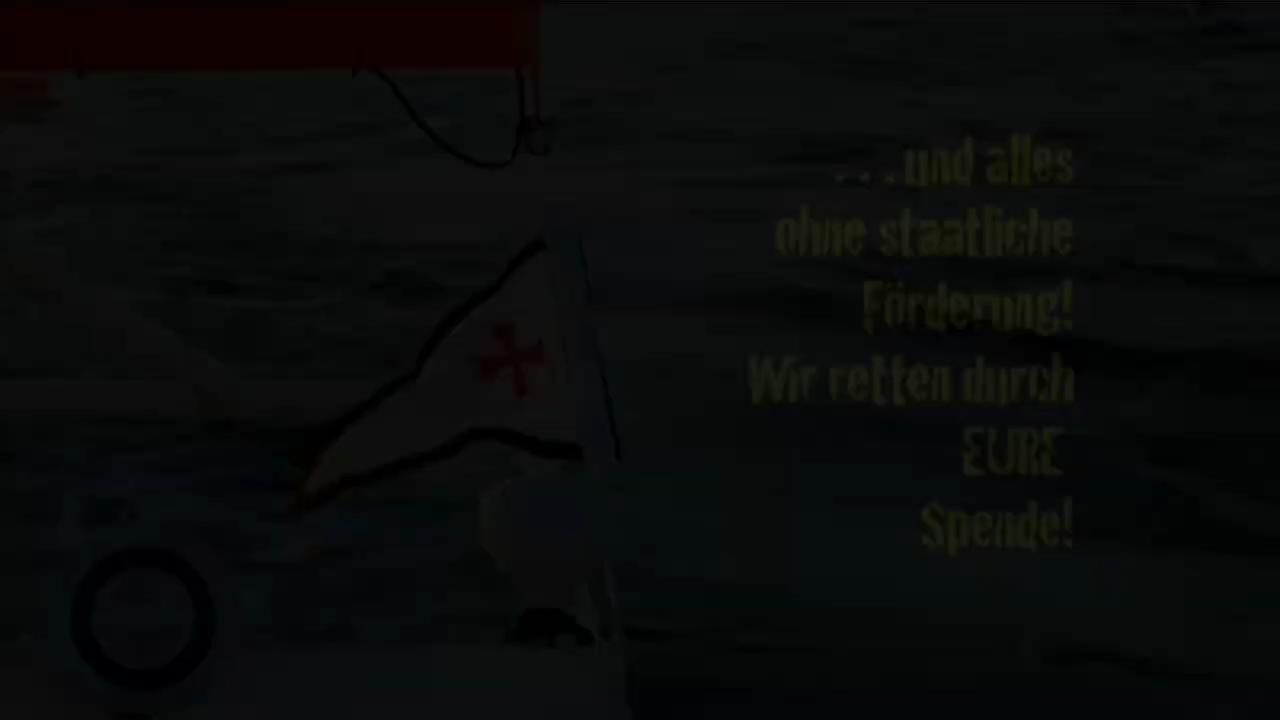 ...und alles
ohne staatliche
Förderung!
Wir retten durch
EURE
Spende!